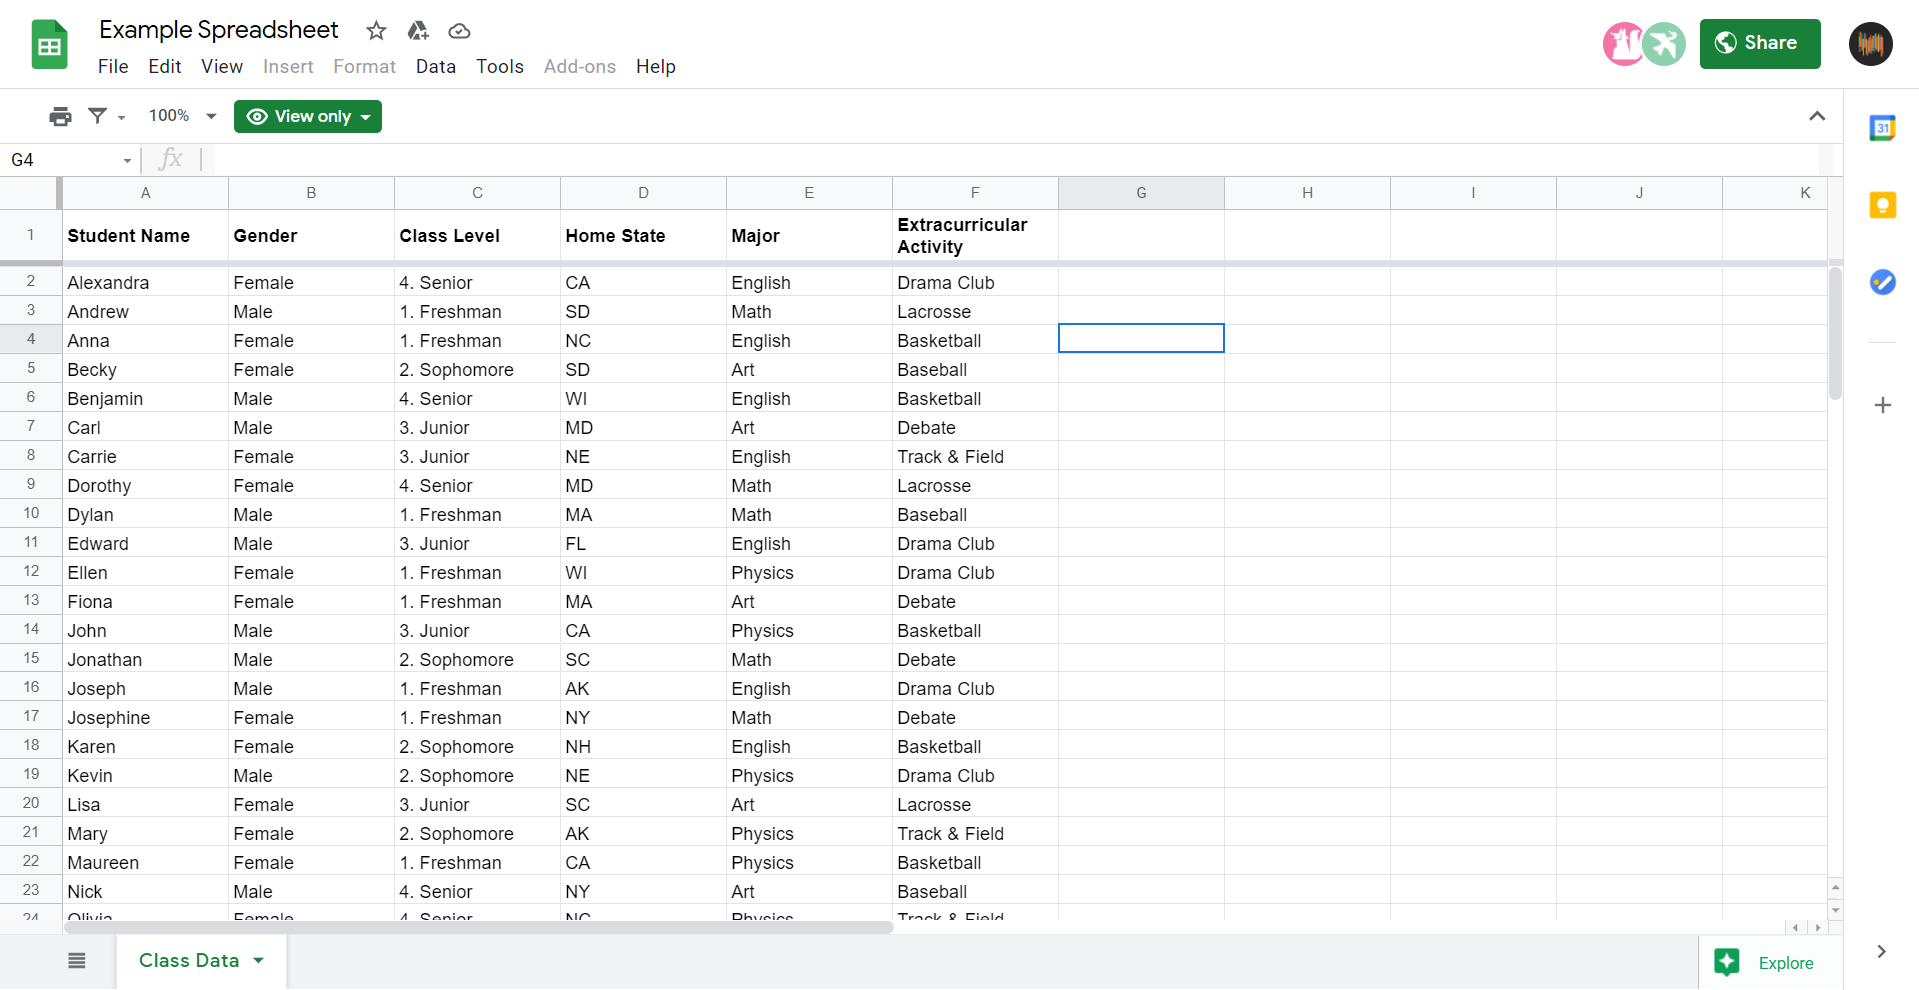 Example Spreadsheet
File Edit View Insert Format Data Tools Add-ons Help
Share
100% View only
31
G4 fx
A B C D E F G H I J K
1 Student Name Gender Class Level Home State Major Extracurricular
Activity
2 Alexandra Female 4. Senior CA English Drama Club
3 Andrew Male 1. Freshman SD Math Lacrosse
4 Anna Female 1. Freshman NC English Basketball
5 Becky Female 2. Sophomore SD Art Baseball
6 Benjamin Male 4. Senior WI English Basketball
7 Carl Male 3. Junior MD Art Debate
8 Carrie Female 3. Junior NE English Track & Field
9 Dorothy Female 4. Senior MD Math Lacrosse
10 Dylan Male 1. Freshman MA Math Baseball
11 Edward Male 3. Junior FL English Drama Club
12 Ellen Female 1. Freshman WI Physics Drama Club
13 Fiona Female 1. Freshman MA Art Debate
14 John Male 3. Junior CA Physics Basketball
15 Jonathan Male 2. Sophomore SC Math Debate
16 Joseph Male 1. Freshman AK English Drama Club
17 Josephine Female 1. Freshman NY Math Debate
18 Karen Female 2. Sophomore NH English Basketball
19 Kevin Male 2. Sophomore NE Physics Drama Club
20 Lisa Female 3. Junior SC Art Lacrosse
21 Mary Female 2. Sophomore AK Physics Track & Field
22 Maureen Female 1. Freshman CA Physics Basketball
23 Nick Male 4. Senior NY Art Baseball
24 Olivia Female 4. Senior NC Physics Track & Field
Class Data
Explore